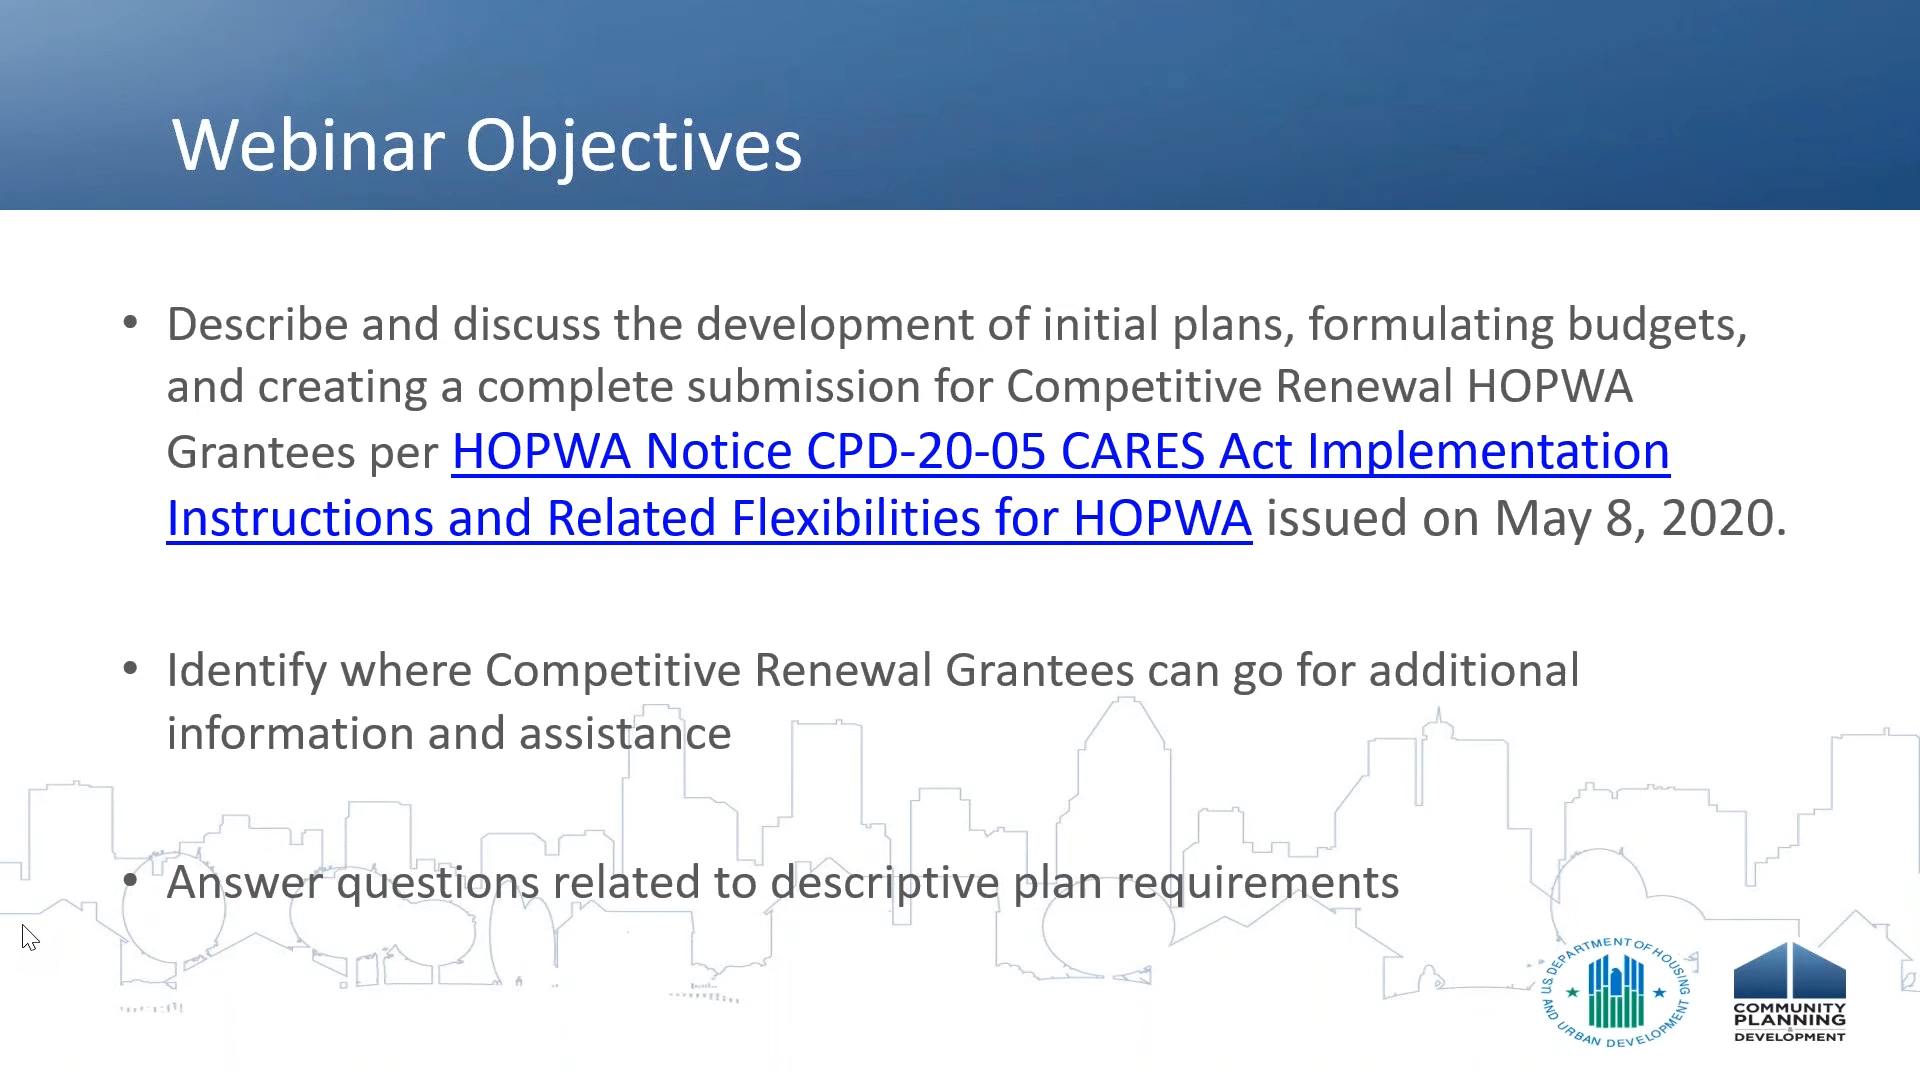 Webinar Objectives
• Describe and discuss the development of initial plans, formulating budgets,
and creating a complete submission for Competitive Renewal HOPWA
Grantees per HOPWA Notice CPD-20-05 CARES Act Implementation
Instructions and Related Flexibilities for HOPWA issued on May 8, 2020.
• Identify where Competitive Renewal Grantees can go for additional
information and assistance
• Answer questions related to descriptive plan requirements
U.S. DEPARTMENT OF HOUSING AND URBAN DEVELOPMENT
COMMUNITY
PLANNING
&
DEVELOPMENT